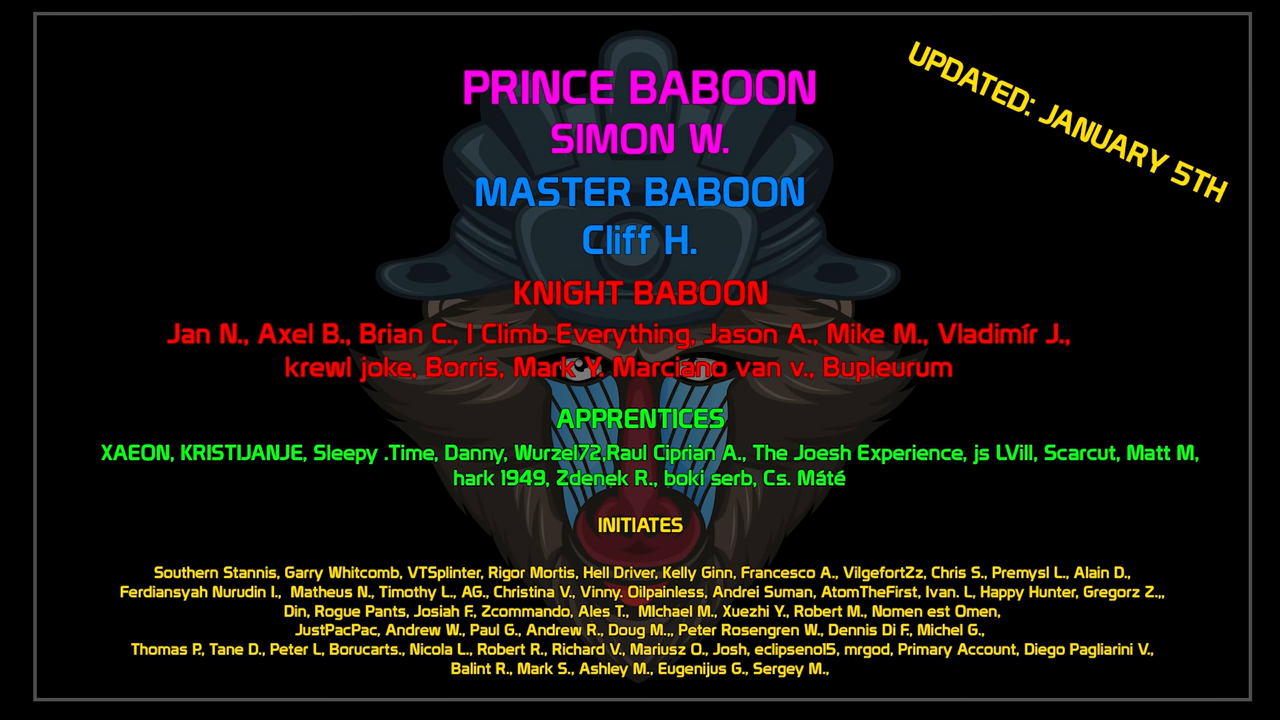 PRINCE BABOON
SIMON W.
UPDATED: JANUARY 5TH
MASTER BABOON
Cliff H.
KNIGHT BABOON
Jan N., Axel B., Brian C., I Climb Everything, Jason A., Mike M., Vladimír J.,
krewl joke, Borris, Mark Y. Marciano van v., Bupleurum
APPRENTICES
XAEON, KRISTIJANJE, Sleepy .Time, Danny, Wurzel72,Raul Ciprian A., The Joesh Experience, js LVill, Scarcut, Matt M,
hark 1949, Zdenek R., boki serb, Cs. Máté
INITIATES
Southern Stannis, Garry Whitcomb, VTSplinter, Rigor Mortis, Hell Driver, Kelly Ginn, Francesco A., VilgefortZz, Chris S., Premysl L., Alain D.,
Ferdiansyah Nurudin I., Matheus N., Timothy L., AG., Christina V., Vinny. Oilpainless, Andrei Suman, AtomTheFirst, Ivan. L, Happy Hunter, Gregorz Z.,,
Din, Rogue Pants, Josiah F., Zcommando, Ales T., MIchael M., Xuezhi Y., Robert M., Nomen est Omen,
JustPacPac, Andrew W., Paul G., Andrew R., Doug M.,, Peter Rosengren W., Dennis Di F., Michel G.,
Thomas P., Tane D., Peter L, Borucarts., Nicola L., Robert R., Richard V., Mariusz O., Josh, eclipseno15, mrgod, Primary Account, Diego Pagliarini V.,
Balint R., Mark S., Ashley M., Eugenijus G., Sergey M.,